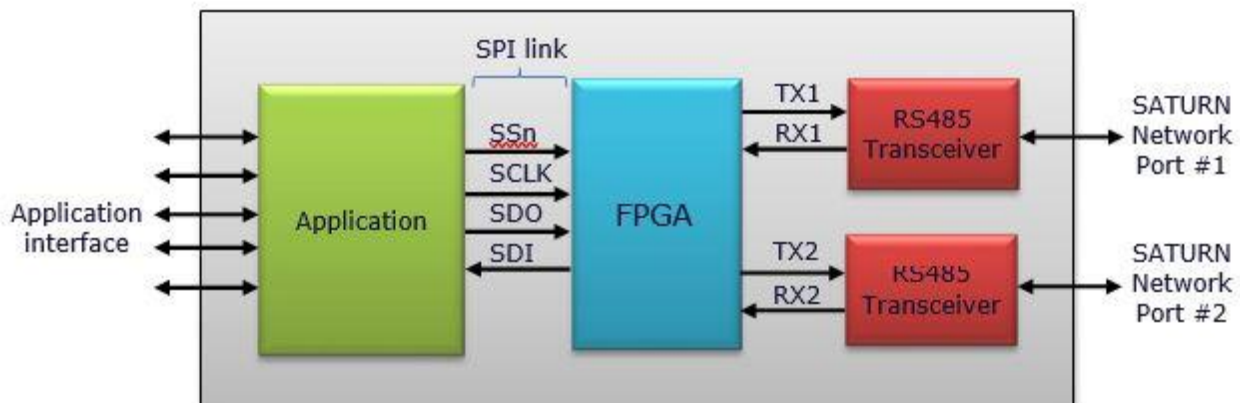 SPI link
Application
interface
Application
SSn
SCLK
SDO
SDI
FPGA
TX1
RX1
RS485
Transceiver
SATURN
Network
Port #1
TX2
RX2
RS485
Transceiver
SATURN
Network
Port #2